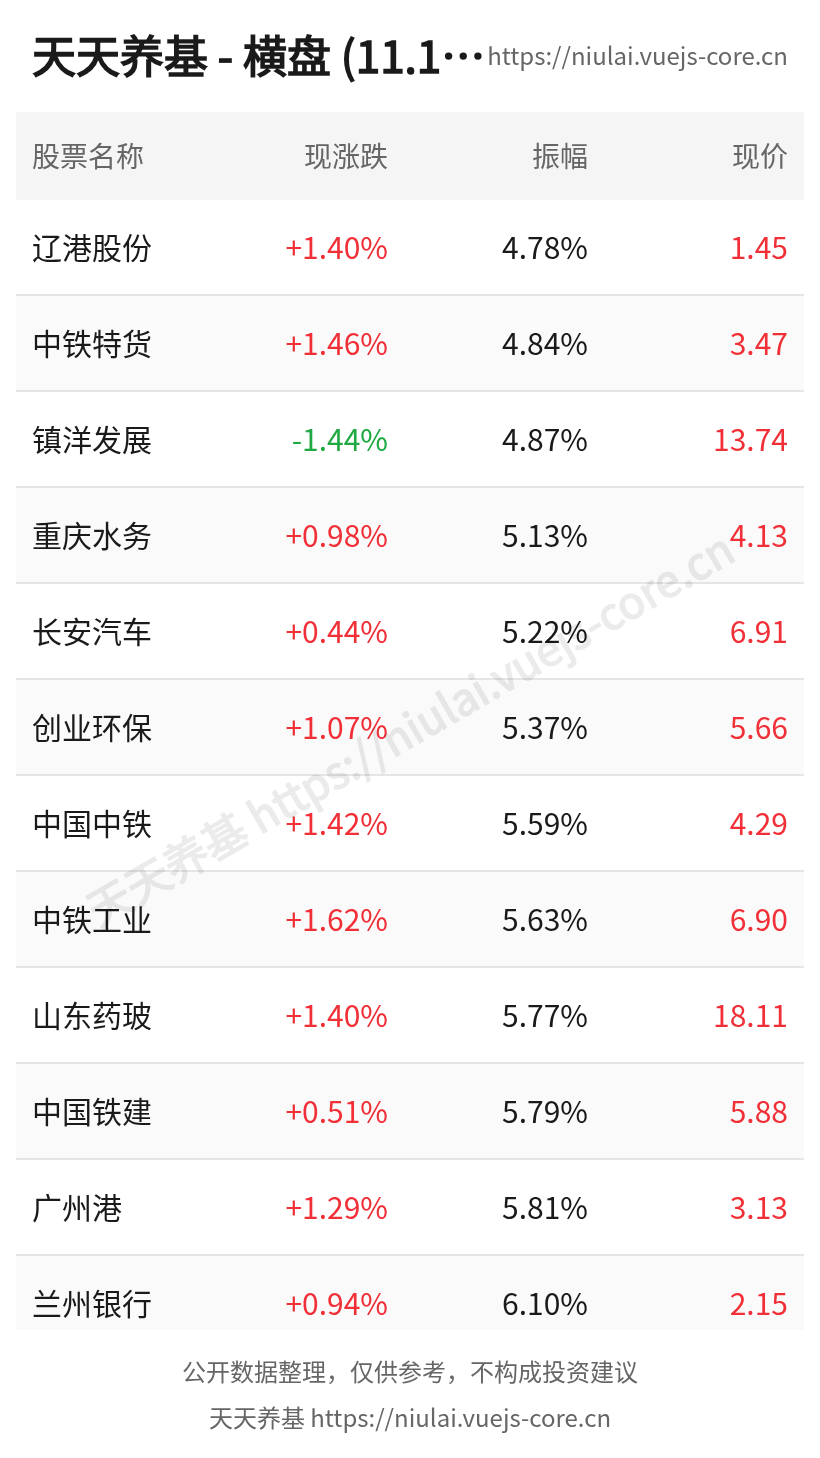 天天养基 - 横盘 (11.1… https://niulai.vuejs-core.cn
股票名称 现涨跌 振幅 现价
辽港股份 +1.40% 4.78% 1.45
中铁特货 +1.46% 4.84% 3.47
镇洋发展 -1.44% 4.87% 13.74
重庆水务 +0.98% 5.13% 4.13
长安汽车 +0.44% 5.22% 6.91
创业环保 +1.07% 5.37% 5.66
中国中铁 +1.42% 5.59% 4.29
中铁工业 +1.62% 5.63% 6.90
山东药玻 +1.40% 5.77% 18.11
中国铁建 +0.51% 5.79% 5.88
广州港 +1.29% 5.81% 3.13
兰州银行 +0.94% 6.10% 2.15
天天养基 https://niulai.vuejs-core.cn
公开数据整理，仅供参考，不构成投资建议
天天养基 https://niulai.vuejs-core.cn